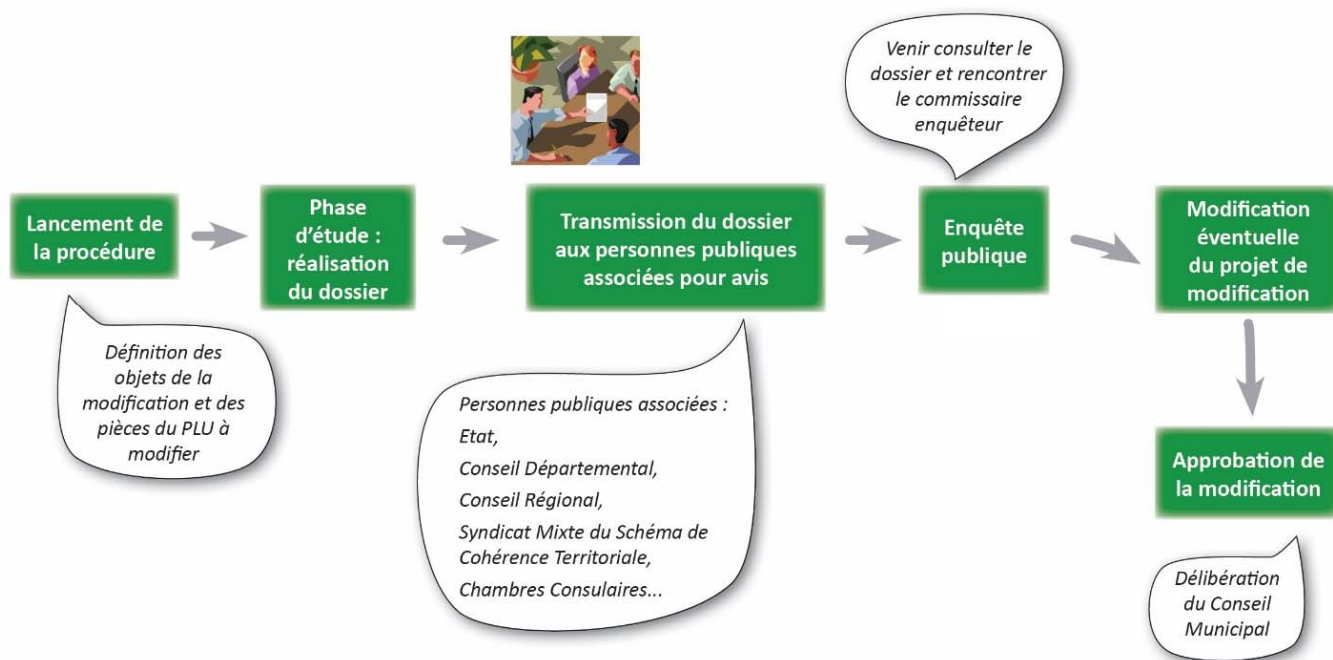 Venir consulter le
dossier et rencontrer
le commissaire
enquêteur
Lancement de
la procédure
Phase
d'étude :
réalisation
du dossier
Transmission du dossier
aux personnes publiques
associées pour avis
Enquête
publique
Modification
éventuelle
du projet de
modification
Définition des
objets de la
modification et des
pièces du PLU à
modifier
Personnes publiques associées :
Etat,
Conseil Départemental,
Conseil Régional,
Syndicat Mixte du Schéma de
Cohérence Territoriale,
Chambres Consulaires...
Approbation de
la modification
Délibération
du Conseil
Municipal